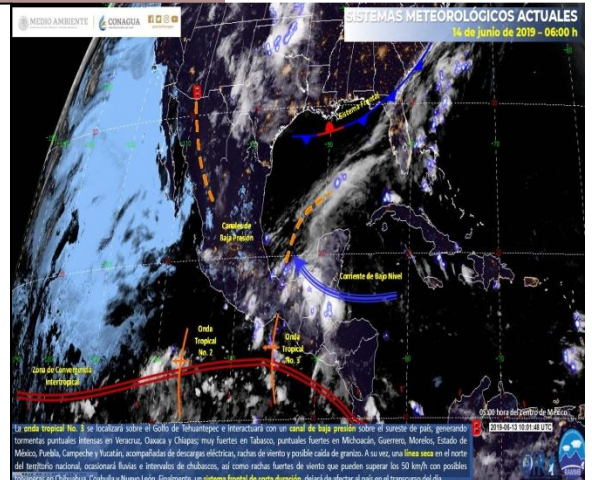 MEDIO AMBIENTE
CONAGUA
SISTEMAS METEOROLÓGICOS ACTUALES
14 de junio de 2019 – 06:00 h
B
Sistema Frontal
Canales de
Baja Presión
Corriente de Bajo Nivel
Onda
Tropical
No. 2
Onda
Tropical
No. 3
Zona de Convergencia
Intertropical
05:00 hora del centro de México
B
2019-06-13 10:01:48 UTC
La onda tropical No. 3 se localizará sobre el Golfo de Tehuantepec e interactuará con un canal de baja presión sobre el sureste de país, generando
tormentas puntuales intensas en Veracruz, Oaxaca y Chiapas; muy fuertes en Tabasco, puntuales fuertes en Michoacán, Guerrero, Morelos, Estado de
México, Puebla, Campeche y Yucatán, acompañadas de descargas eléctricas, rachas de viento y posible caída de granizo. A su vez, una línea seca en el norte
del territorio nacional, ocasionará lluvias e intervalos de chubascos, así como rachas fuertes de viento que pueden superar los 50 km/h con posibles
torbellinos en Chihuahua, Coahuila y Nuevo León. Finalmente, un sistema frontal de corta duración, dejará de afectar al país en el transcurso del día.